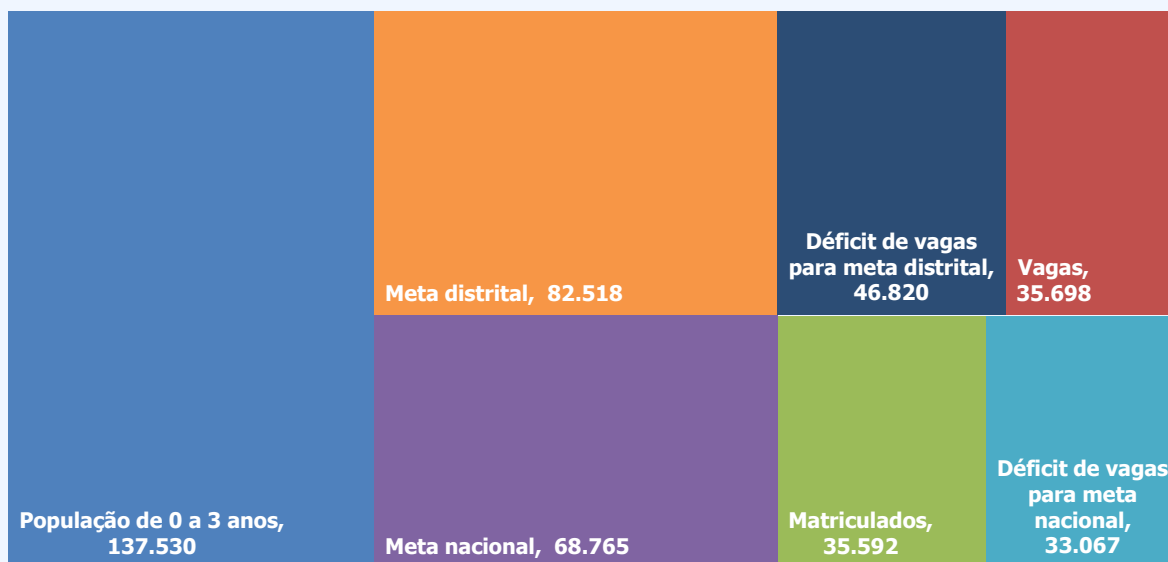 População de 0 a 3 anos,
137.530
Meta distrital, 82.518
Meta nacional, 68.765
Déficit de vagas
para meta distrital,
46.820
Vagas,
35.698
Matriculados,
35.592
Déficit de vagas
para meta
nacional,
33.067